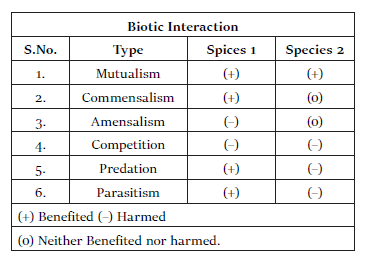 Biotic Interaction
S.No. Type Spices 1 Species 2
1. Mutualism (+) (+)
2. Commensalism (+) (0)
3. Amensalism (–) (0)
4. Competition (–) (–)
5. Predation (+) (–)
6. Parasitism (+) (–)
(+) Benefited (–) Harmed
(0) Neither Benefited nor harmed.